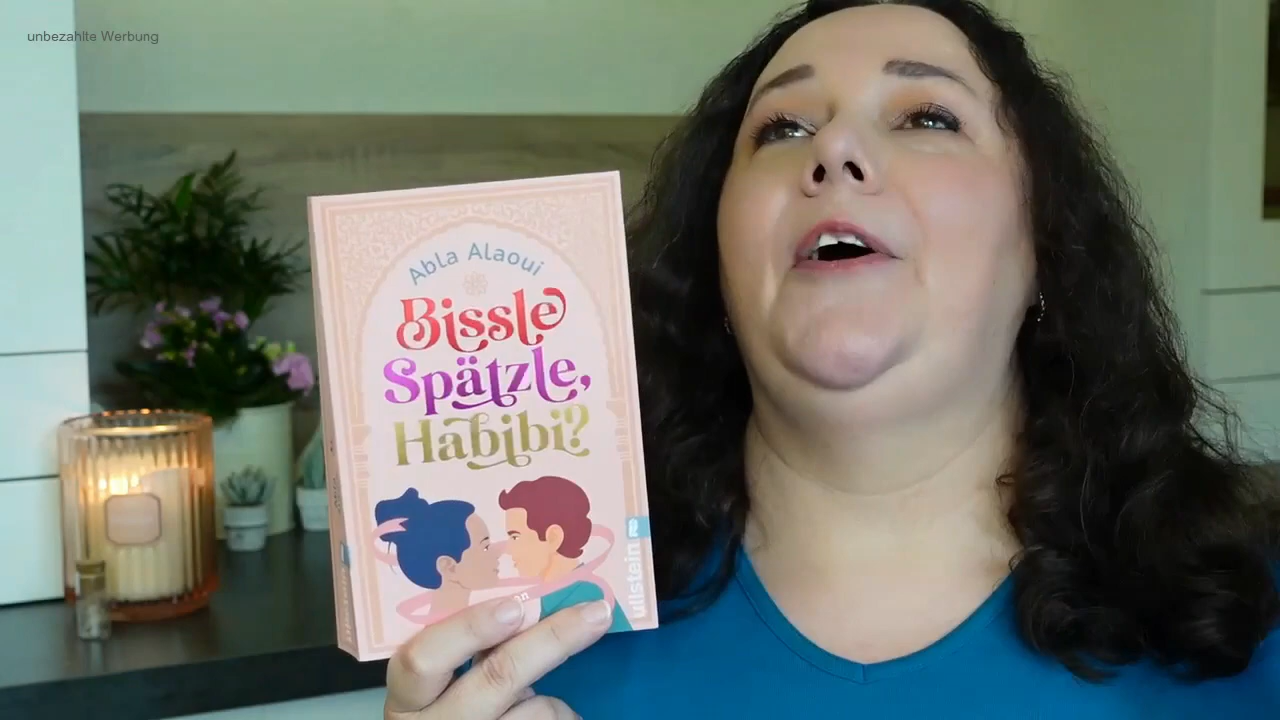 unbezahlte Werbung
Abla Alaoui
Bissle
Spätzle,
Habibi?
ullstein